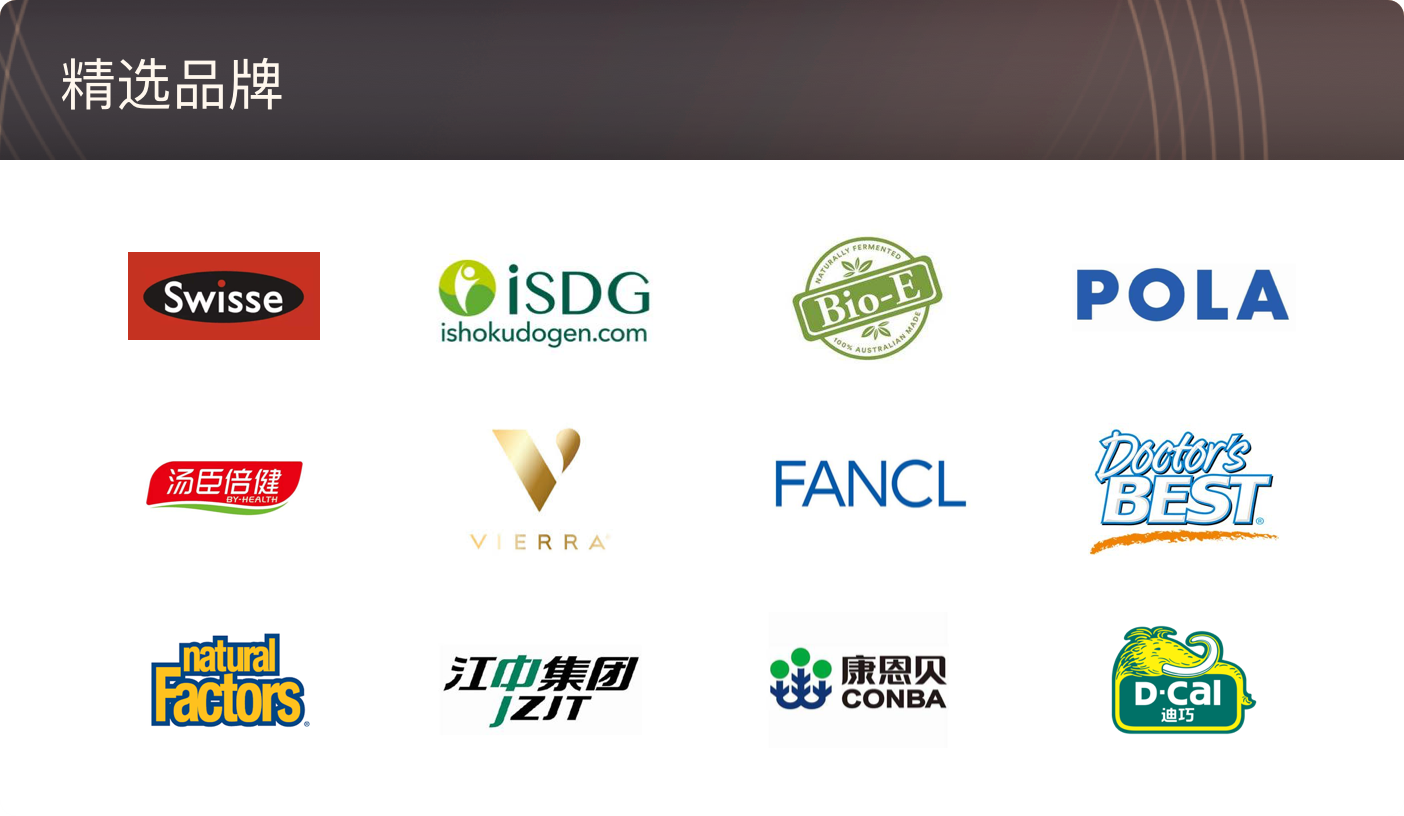 精选品牌
Swisse
iSDG
ishokudogen.com
NATURALLY FERMENTED
Bio-E
100% AUSTRALIAN MADE
POLA
汤臣倍健
BY-HEALTH
VIERRA
FANCL
Doctor's
BEST®
natural
Factors®
江中集团
JZJT
康恩贝
CONBA
D·Cal
迪巧